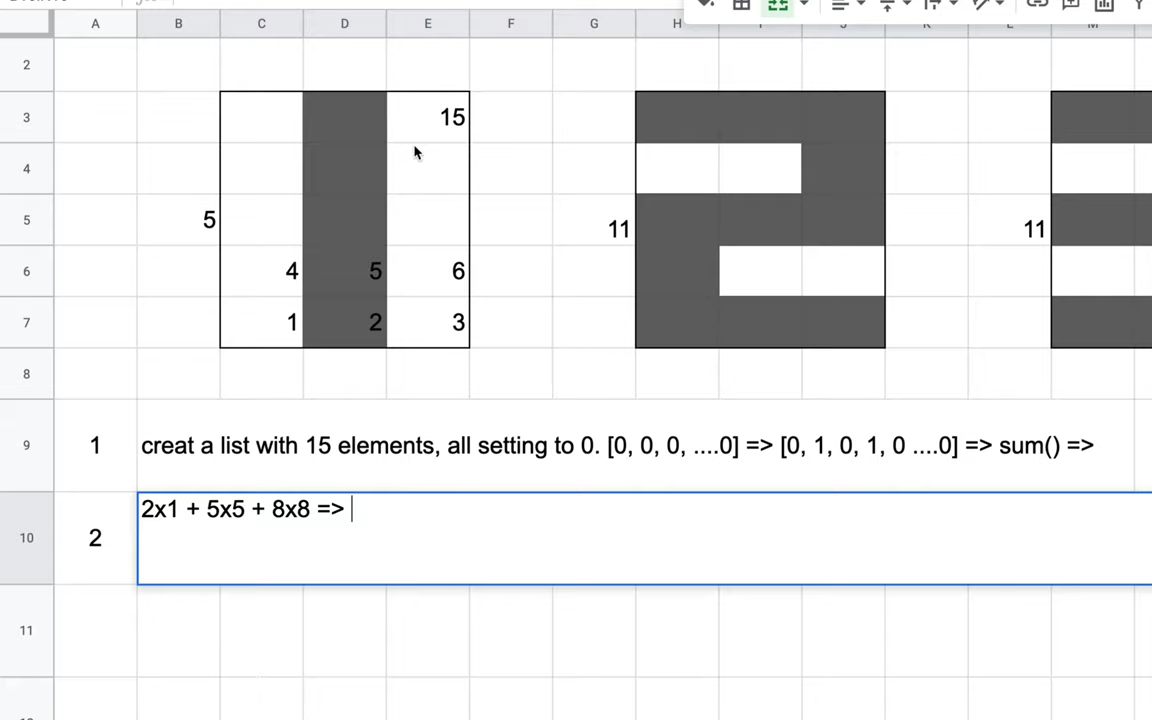 A B C D E F G H
2
3 15
4
5 5 11 11
6 4 5 6
7 1 2 3
8
9 1 creat a list with 15 elements, all setting to 0. [0, 0, 0, ....0] => [0, 1, 0, 1, 0 ....0] => sum() =>
10 2 2x1 + 5x5 + 8x8 =>
11